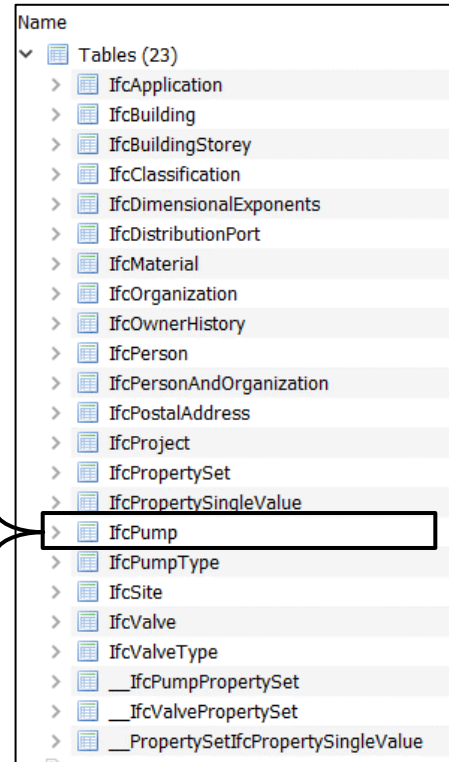 Name
Tables (23)
IfcApplication
IfcBuilding
IfcBuildingStorey
IfcClassification
IfcDimensionalExponents
IfcDistributionPort
IfcMaterial
IfcOrganization
IfcOwnerHistory
IfcPerson
IfcPersonAndOrganization
IfcPostalAddress
IfcProject
IfcPropertySet
IfcPropertySingleValue
IfcPump
IfcPumpType
IfcSite
IfcValve
IfcValveType
__IfcPumpPropertySet
__IfcValvePropertySet
__PropertySetIfcPropertySingleValue